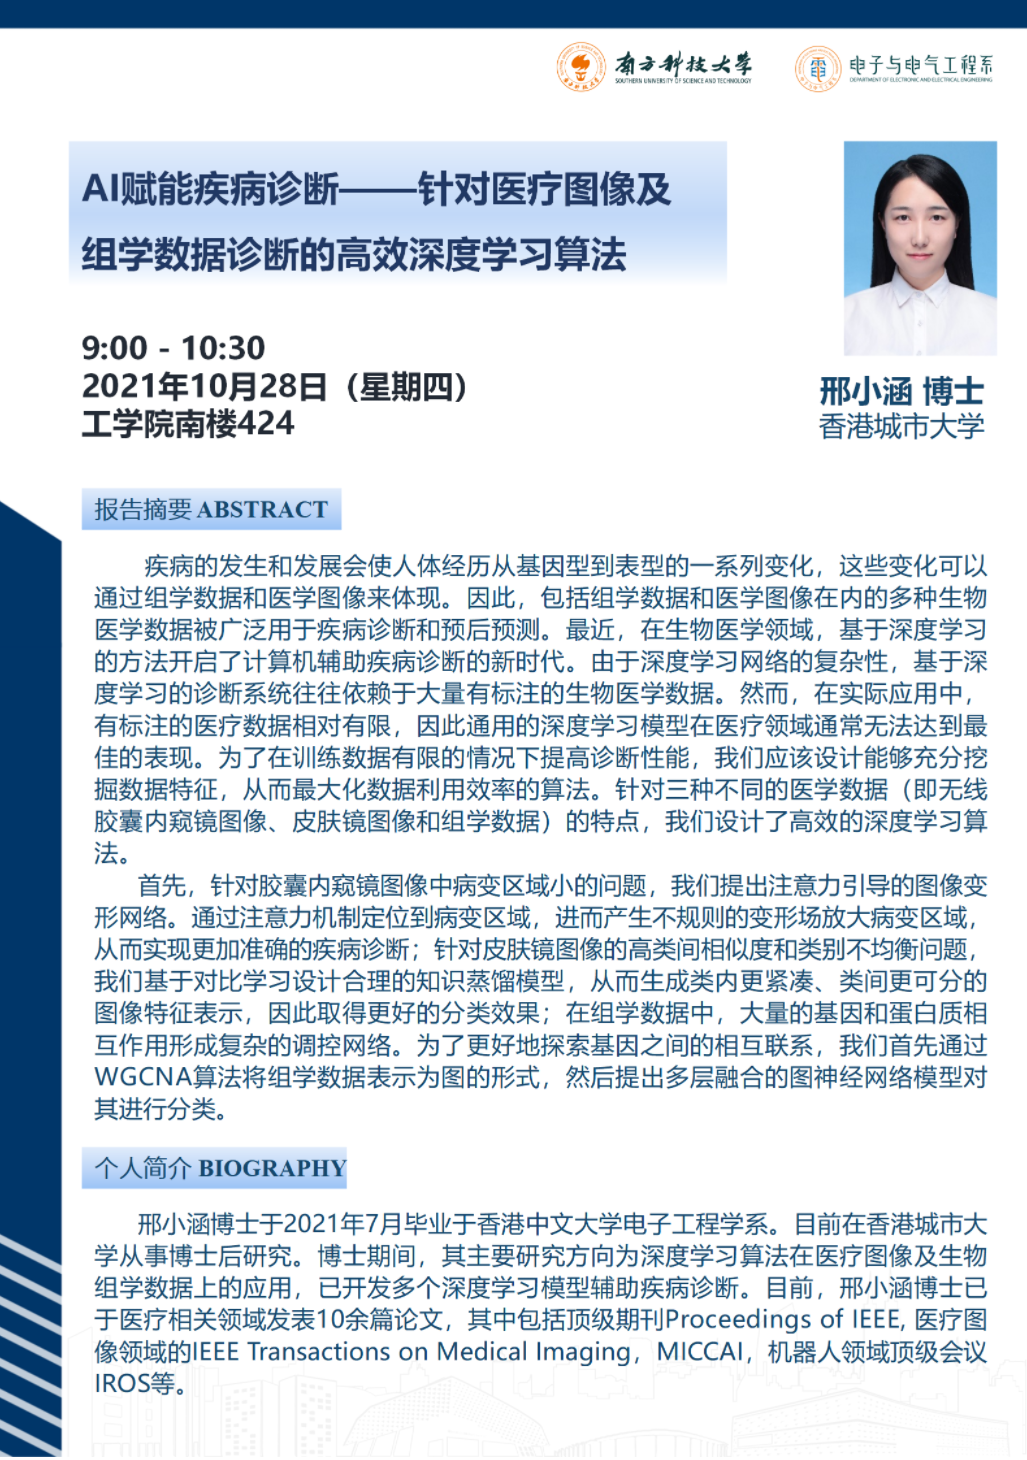 南方科技大学
SOUTHERN UNIVERSITY OF SCIENCE AND TECHNOLOGY
电子与电气工程系
DEPARTMENT OF ELECTRONIC AND ELECTRICAL ENGINEERING
AI赋能疾病诊断——针对医疗图像及
组学数据诊断的高效深度学习算法
9:00 - 10:30
2021年10月28日（星期四）
工学院南楼424
邢小涵 博士
香港城市大学
报告摘要 ABSTRACT
疾病的发生和发展会使人体经历从基因型到表型的一系列变化，这些变化可以
通过组学数据和医学图像来体现。因此，包括组学数据和医学图像在内的多种生物
医学数据被广泛用于疾病诊断和预后预测。最近，在生物医学领域，基于深度学习
的方法开启了计算机辅助疾病诊断的新时代。由于深度学习网络的复杂性，基于深
度学习的诊断系统往往依赖于大量有标注的生物医学数据。然而，在实际应用中，
有标注的医疗数据相对有限，因此通用的深度学习模型在医疗领域通常无法达到最
佳的表现。为了在训练数据有限的情况下提高诊断性能，我们应该设计能够充分挖
掘数据特征，从而最大化数据利用效率的算法。针对三种不同的医学数据（即无线
胶囊内窥镜图像、皮肤镜图像和组学数据）的特点，我们设计了高效的深度学习算
法。
首先，针对胶囊内窥镜图像中病变区域小的问题，我们提出注意力引导的图像变
形网络。通过注意力机制定位到病变区域，进而产生不规则的变形场放大病变区域，
从而实现更加准确的疾病诊断；针对皮肤镜图像的高类间相似度和类别不均衡问题，
我们基于对比学习设计合理的知识蒸馏模型，从而生成类内更紧凑、类间更可分的
图像特征表示，因此取得更好的分类效果；在组学数据中，大量的基因和蛋白质相
互作用形成复杂的调控网络。为了更好地探索基因之间的相互联系，我们首先通过
WGCNA算法将组学数据表示为图的形式，然后提出多层融合的图神经网络模型对
其进行分类。
个人简介 BIOGRAPHY
邢小涵博士于2021年7月毕业于香港中文大学电子工程学系。目前在香港城市大
学从事博士后研究。博士期间，其主要研究方向为深度学习算法在医疗图像及生物
组学数据上的应用，已开发多个深度学习模型辅助疾病诊断。目前，邢小涵博士已
于医疗相关领域发表10余篇论文，其中包括顶级期刊Proceedings of IEEE, 医疗图
像领域的IEEE Transactions on Medical Imaging，MICCAI，机器人领域顶级会议
IROS等。